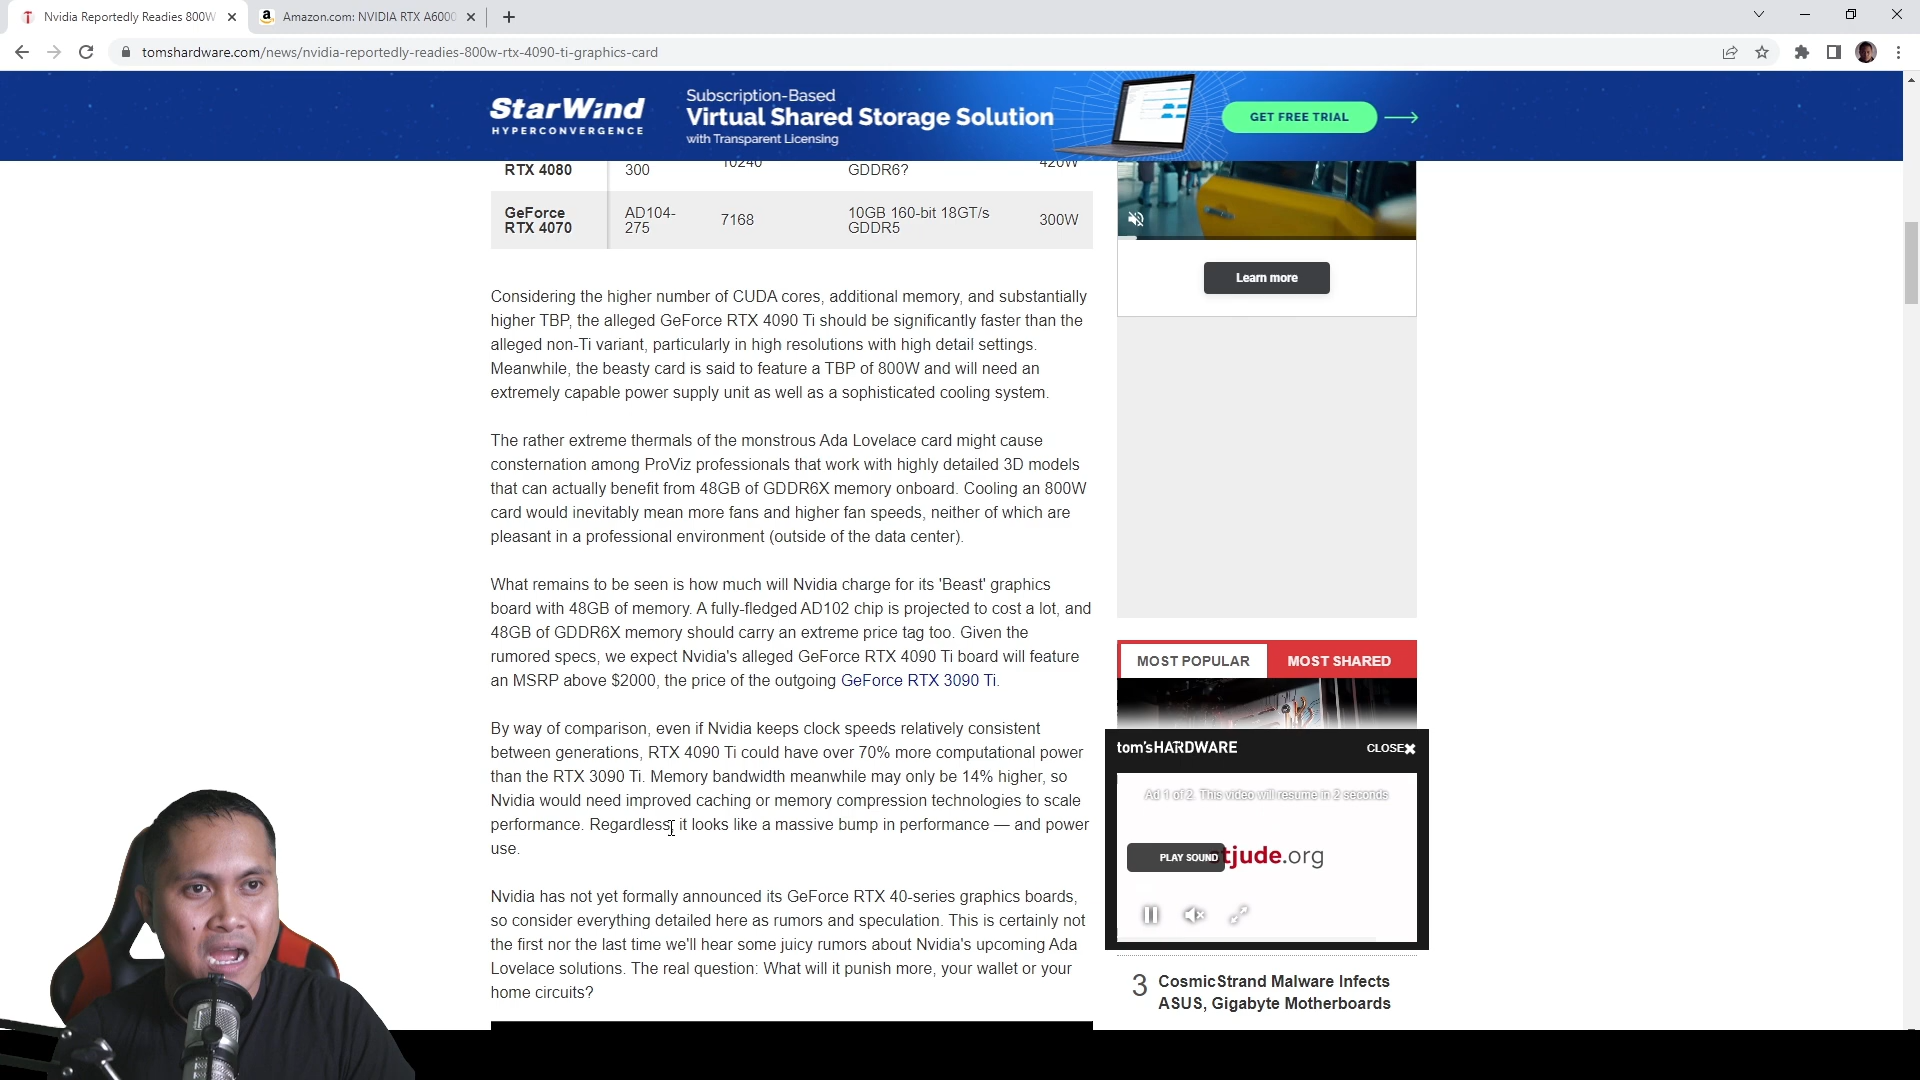 Nvidia Reportedly Readies 800W
Amazon.com: NVIDIA RTX A6000
tomshardware.com/news/nvidia-reportedly-readies-800w-rtx-4090-ti-graphics-card
StarWind
HYPERCONVERGENCE
Subscription-Based
Virtual Shared Storage Solution
with Transparent Licensing
GET FREE TRIAL
RTX 4080 300 10240 GDDR6? 420W
GeForce RTX 4070 AD104-275 7168 10GB 160-bit 18GT/s GDDR5 300W
Considering the higher number of CUDA cores, additional memory, and substantially
higher TBP, the alleged GeForce RTX 4090 Ti should be significantly faster than the
alleged non-Ti variant, particularly in high resolutions with high detail settings.
Meanwhile, the beasty card is said to feature a TBP of 800W and will need an
extremely capable power supply unit as well as a sophisticated cooling system.
The rather extreme thermals of the monstrous Ada Lovelace card might cause
consternation among ProViz professionals that work with highly detailed 3D models
that can actually benefit from 48GB of GDDR6X memory onboard. Cooling an 800W
card would inevitably mean more fans and higher fan speeds, neither of which are
pleasant in a professional environment (outside of the data center).
What remains to be seen is how much will Nvidia charge for its 'Beast' graphics
board with 48GB of memory. A fully-fledged AD102 chip is projected to cost a lot, and
48GB of GDDR6X memory should carry an extreme price tag too. Given the
rumored specs, we expect Nvidia's alleged GeForce RTX 4090 Ti board will feature
an MSRP above $2000, the price of the outgoing GeForce RTX 3090 Ti.
By way of comparison, even if Nvidia keeps clock speeds relatively consistent
between generations, RTX 4090 Ti could have over 70% more computational power
than the RTX 3090 Ti. Memory bandwidth meanwhile may only be 14% higher, so
Nvidia would need improved caching or memory compression technologies to scale
performance. Regardless, it looks like a massive bump in performance — and power
use.
Nvidia has not yet formally announced its GeForce RTX 40-series graphics boards,
so consider everything detailed here as rumors and speculation. This is certainly not
the first nor the last time we'll hear some juicy rumors about Nvidia's upcoming Ada
Lovelace solutions. The real question: What will it punish more, your wallet or your
home circuits?
Learn more
MOST POPULAR
MOST SHARED
tom'sHARDWARE
CLOSE
Ad 1 of 2. This video will resume in 2 seconds
PLAY SOUND
stjude.org
3 CosmicStrand Malware Infects
ASUS, Gigabyte Motherboards